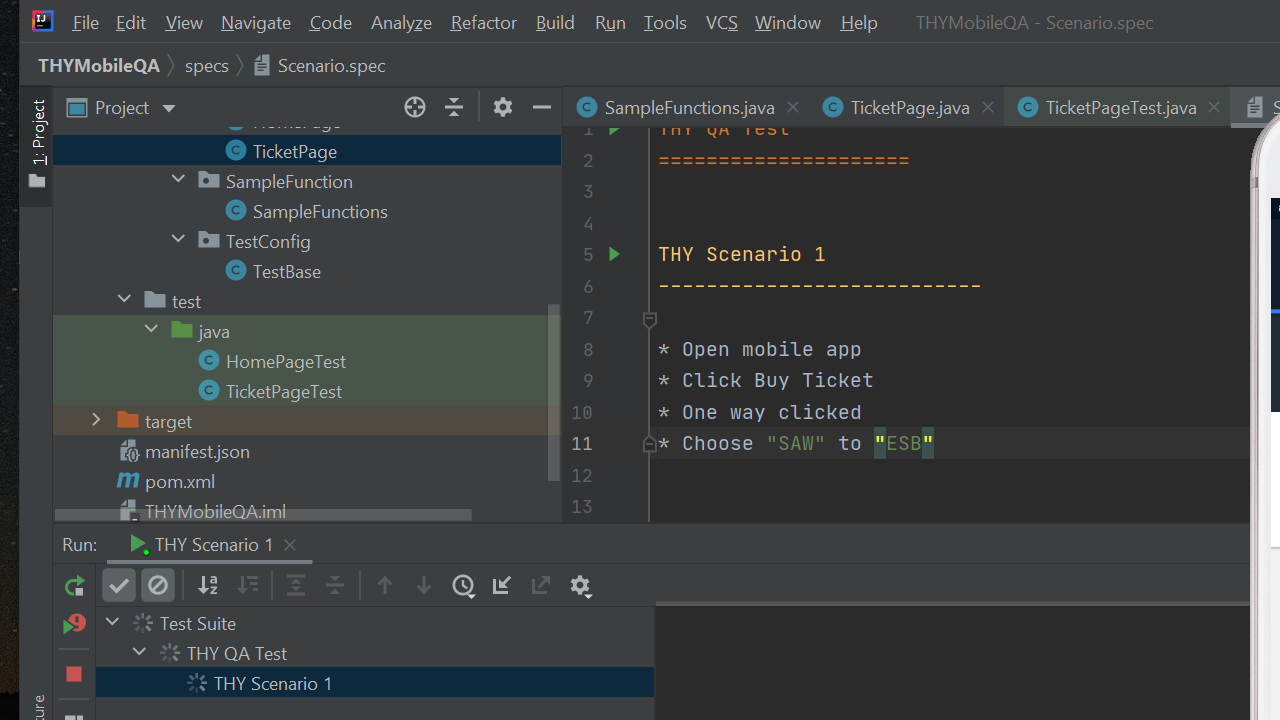 IJ File Edit View Navigate Code Analyze Refactor Build Run Tools VCS Window Help THYMobileQA - Scenario.spec
THYMobileQA specs Scenario.spec
1: Project
Project
SampleFunctions.java TicketPage.java TicketPageTest.java S
HomePage
TicketPage
SampleFunction
SampleFunctions
TestConfig
TestBase
test
java
HomePageTest
TicketPageTest
target
manifest.json
pom.xml
THYMobileQA.iml
1 THY QA Test
2 =====================
3
4
5 THY Scenario 1
6 ---------------------------
7
8 * Open mobile app
9 * Click Buy Ticket
10 * One way clicked
11 * Choose "SAW" to "ESB"
12
13
Run: THY Scenario 1
Test Suite
THY QA Test
THY Scenario 1